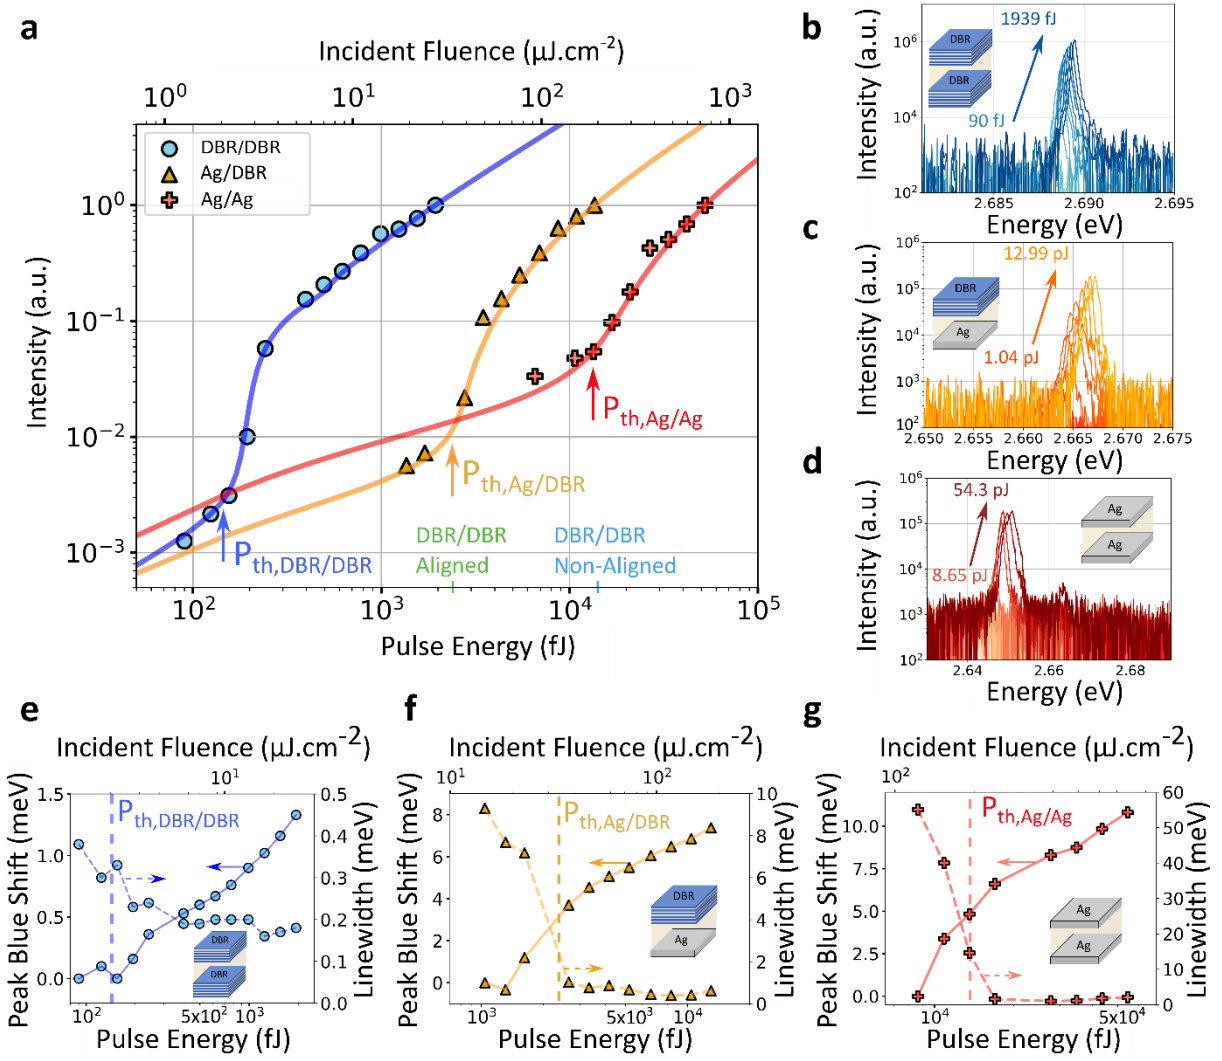 a
Incident Fluence (μJ.cm⁻²)
10⁰ 10¹ 10² 10³
DBR/DBR
Ag/DBR
Ag/Ag
Intensity (a.u.)
10⁰
10⁻¹
10⁻²
10⁻³
P_th,Ag/Ag
P_th,Ag/DBR
P_th,DBR/DBR
DBR/DBR
Aligned
DBR/DBR
Non-Aligned
10² 10³ 10⁴ 10⁵
Pulse Energy (fJ)
b
1939 fJ
90 fJ
DBR
DBR
Intensity (a.u.)
10⁶
10⁴
10²
2.685 2.690 2.695
Energy (eV)
c
12.99 pJ
1.04 pJ
DBR
Ag
Intensity (a.u.)
10⁶
10⁵
10⁴
10³
10²
2.650 2.655 2.660 2.665 2.670 2.675
Energy (eV)
d
54.3 pJ
8.65 pJ
Ag
Ag
Intensity (a.u.)
10⁶
10⁵
10⁴
10³
10²
2.64 2.66 2.68
Energy (eV)
e
Incident Fluence (μJ.cm⁻²)
10¹
Peak Blue Shift (meV)
1.5
1.0
0.5
0.0
P_th,DBR/DBR
DBR
DBR
0.5
0.4
0.3
0.2
0.1
0.0
Linewidth (meV)
10² 5x10² 10³
Pulse Energy (fJ)
f
Incident Fluence (μJ.cm⁻²)
10¹ 10²
Peak Blue Shift (meV)
8
6
4
2
0
P_th,Ag/DBR
DBR
Ag
10
8
6
4
2
0
Linewidth (meV)
10³ 5x10³ 10⁴
Pulse Energy (fJ)
g
Incident Fluence (μJ.cm⁻²)
10²
Peak Blue Shift (meV)
10.0
7.5
5.0
2.5
0.0
P_th,Ag/Ag
Ag
Ag
60
50
40
30
20
10
0
Linewidth (meV)
10⁴ 5x10⁴
Pulse Energy (fJ)